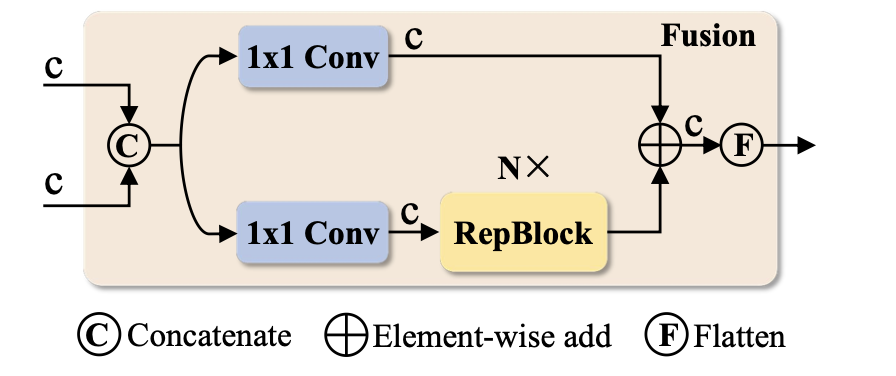 Fusion
C
1x1 Conv
C
C
C
F
N×
C
1x1 Conv
C
RepBlock
C Concatenate
Element-wise add
F Flatten